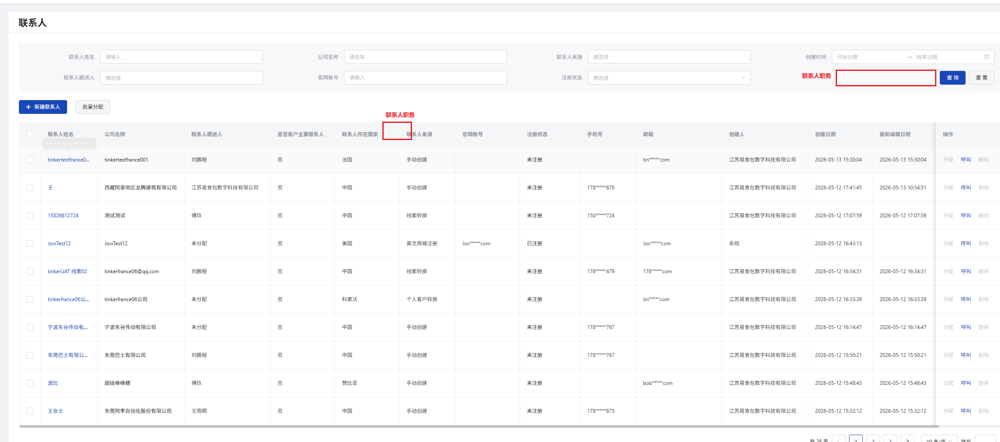 联系人
联系人姓名 请输入 公司名称 请选择 联系人来源 请选择 创建时间 开始日期 → 结束日期
联系人跟进人 请选择 官网账号 请输入 注册状态 请选择 联系人职务 查 询 重 置
+ 新建联系人 批量分配
联系人职务
联系人姓名 公司名称 联系人跟进人 是否客户主要联系人 联系人所在国家 联系人来源 官网账号 注册状态 手机号 邮箱 创建人 创建日期 最新编辑日期 操作
tinkertestfrance001test01
tinkertestfrance0... tinkertestfrance001 刘鹏程 否 法国 手动创建 未注册 tin*****com 江苏易食包数字科技有限公司 2026-05-13 15:30:04 2026-05-13 15:30:04 分配 呼叫 删除
王 西藏阿里地区龙腾建筑有限公司 江苏易食包数字科技有限公司 否 中国 手动创建 未注册 178*****870 江苏易食包数字科技有限公司 2026-05-12 17:41:45 2026-05-13 10:54:51 分配 呼叫 删除
15026812724 测试测试 傅玖 否 中国 线索转换 未注册 150*****724 江苏易食包数字科技有限公司 2026-05-12 17:07:59 2026-05-12 17:07:59 分配 呼叫 删除
JoviTest12 JoviTest12 未分配 否 美国 英文商城注册 Jov*****com 已注册 Jov*****com 系统 2026-05-12 16:43:13 分配 呼叫 删除
tinkerUAT 线索02 tinkerfrance06@qq.com 刘鹏程 否 中国 线索转换 未注册 178*****479 178*****com 江苏易食包数字科技有限公司 2026-05-12 16:34:31 2026-05-12 16:34:31 分配 呼叫 删除
tinkerfrance06公... tinkerfrance06公司 未分配 否 科索沃 个人客户转换 未注册 tin*****com 江苏易食包数字科技有限公司 2026-05-12 16:33:39 2026-05-12 16:33:39 分配 呼叫 删除
宁波东谷传动有... 宁波东谷传动有限公司 未分配 否 中国 手动创建 未注册 178*****767 江苏易食包数字科技有限公司 2026-05-12 16:14:47 2026-05-12 16:14:47 分配 呼叫 删除
东莞巴士有限公... 东莞巴士有限公司 刘鹏程 否 中国 手动创建 未注册 178*****767 江苏易食包数字科技有限公司 2026-05-12 15:50:21 2026-05-12 15:50:21 分配 呼叫 删除
波比 超级棒棒糖 傅玖 否 赞比亚 手动创建 未注册 bob*****com 江苏易食包数字科技有限公司 2026-05-12 15:48:43 2026-05-12 15:48:43 分配 呼叫 删除
王女士 东莞阿李自动化股份有限公司 王雨桐 否 中国 手动创建 未注册 178*****875 江苏易食包数字科技有限公司 2026-05-12 15:32:12 2026-05-12 15:32:12 分配 呼叫 删除
共 26 条 < 1 2 3 > 10 条/页 跳至